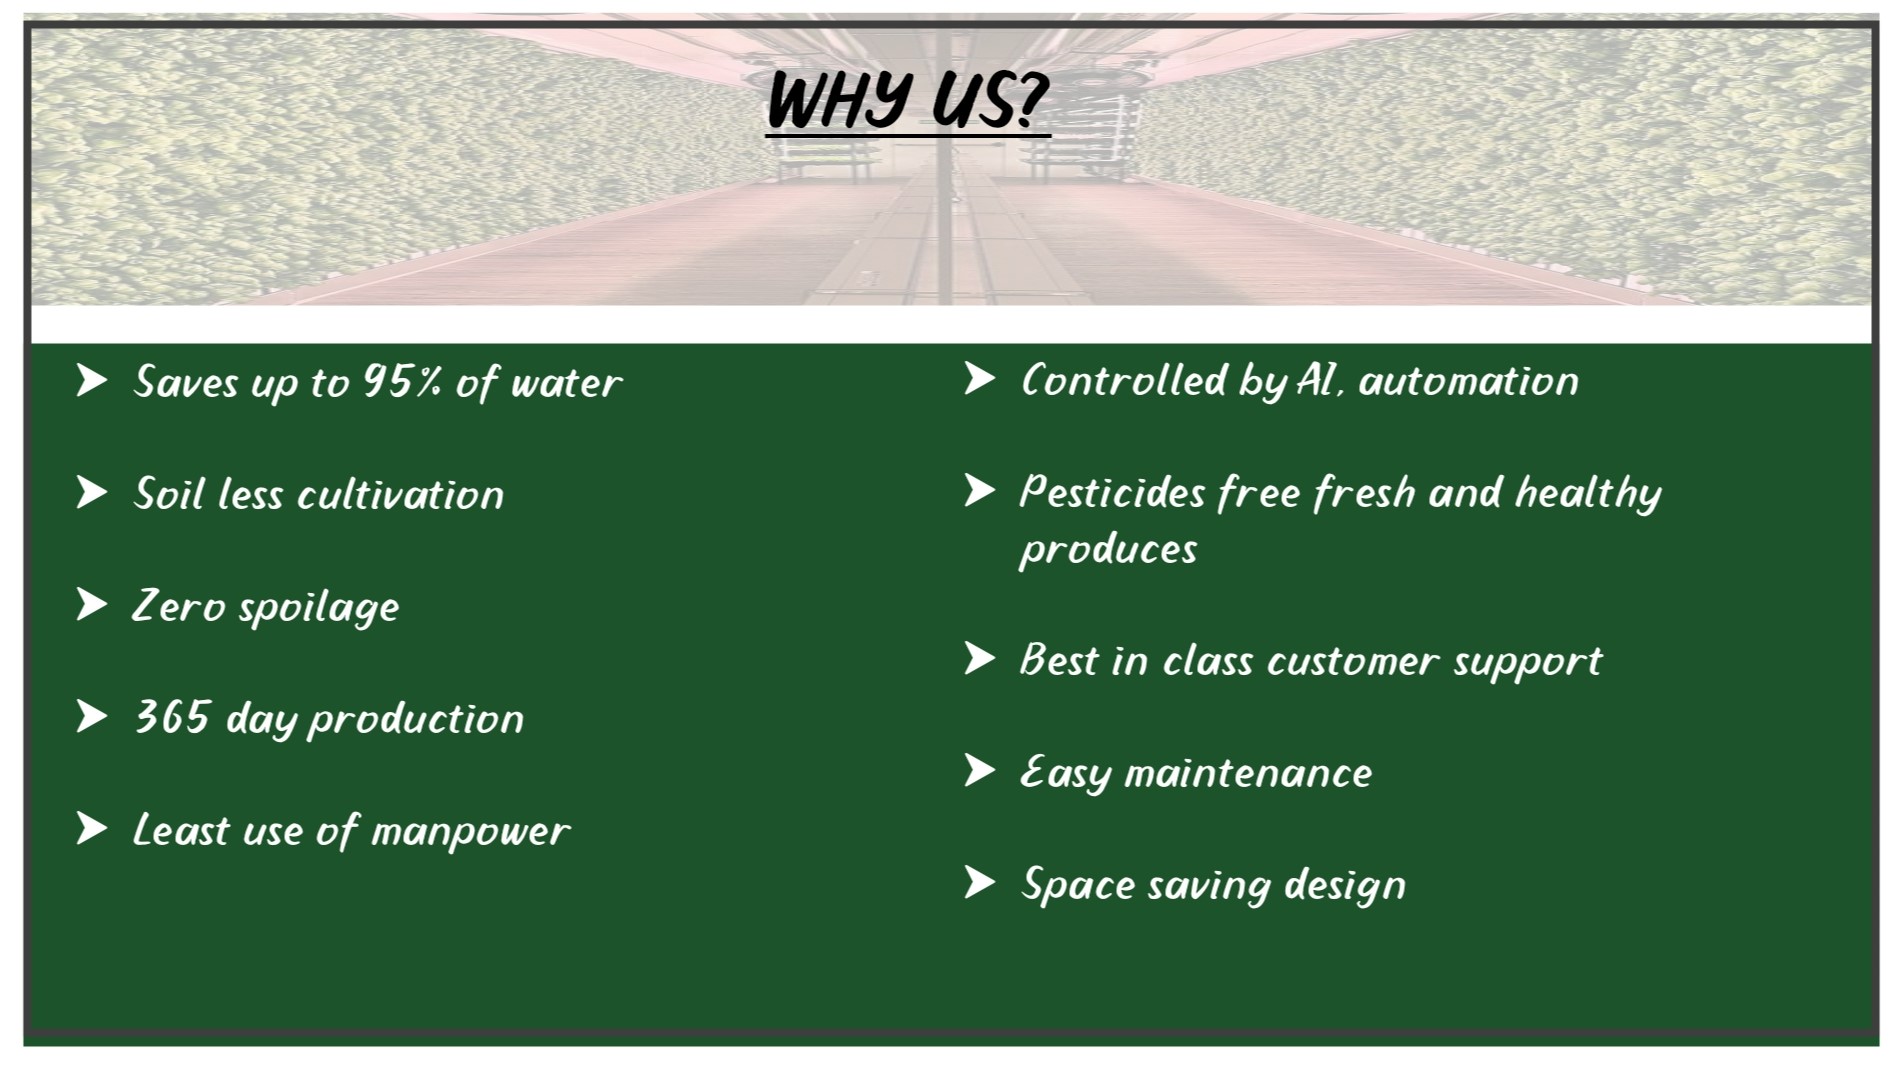 WHY US?
Saves up to 95% of water
Soil less cultivation
Zero spoilage
365 day production
Least use of manpower
Controlled by AI, automation
Pesticides free fresh and healthy
produces
Best in class customer support
Easy maintenance
Space saving design